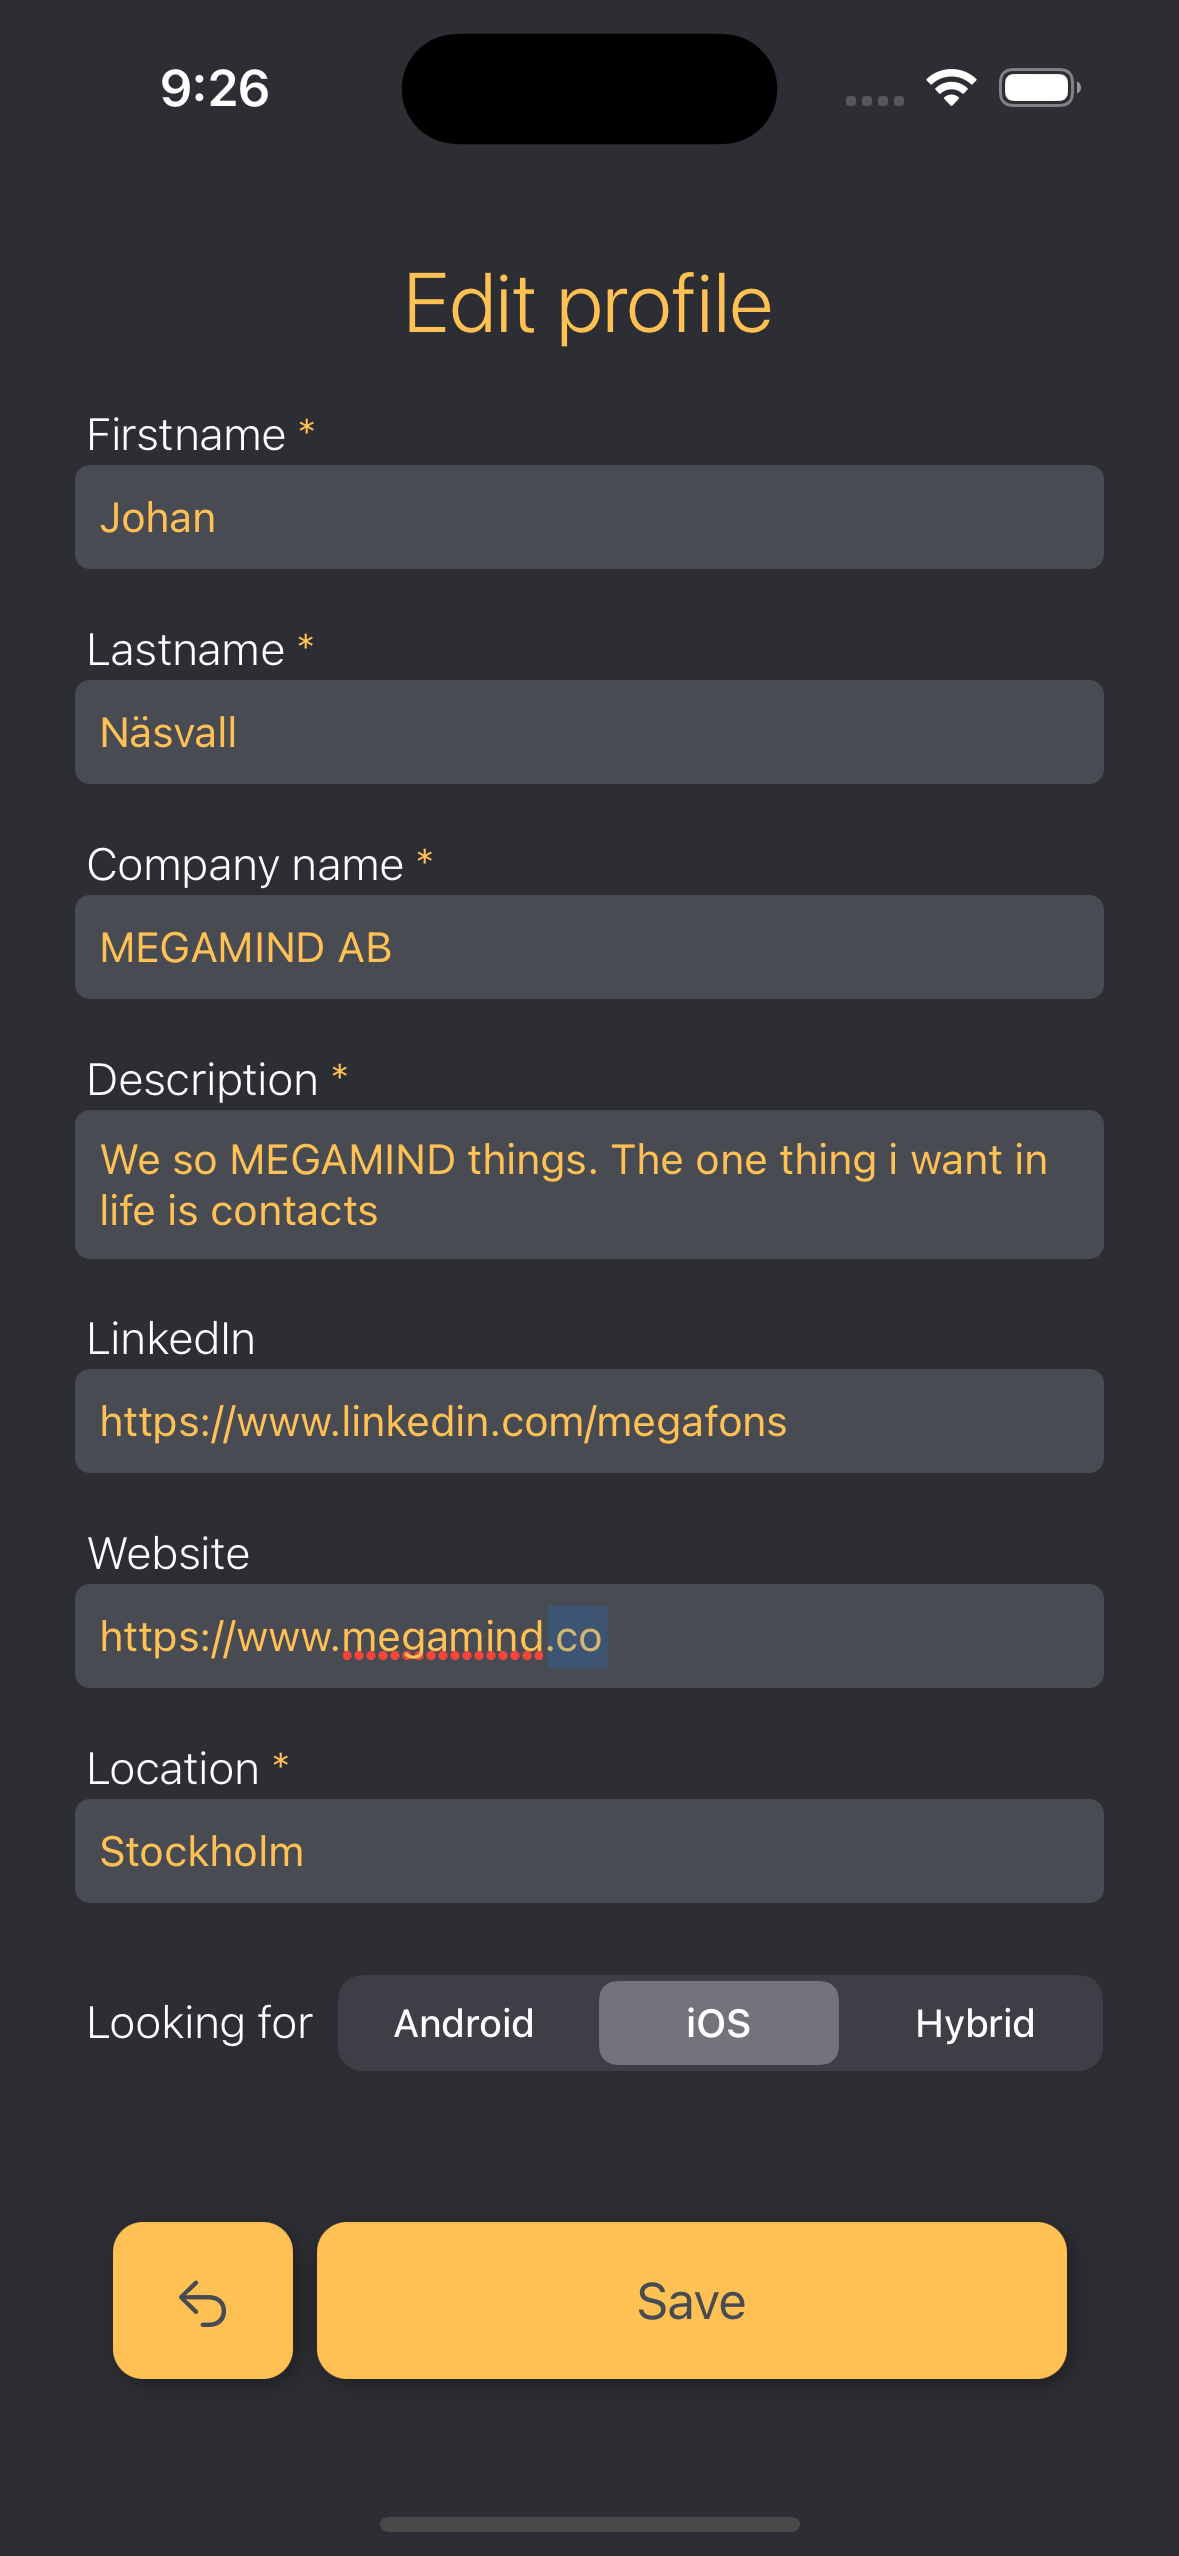 9:26
Edit profile
Firstname *
Johan
Lastname *
Näsvall
Company name *
MEGAMIND AB
Description *
We so MEGAMIND things. The one thing i want in
life is contacts
LinkedIn
https://www.linkedin.com/megafons
Website
https://www.megamind.co
Location *
Stockholm
Looking for Android iOS Hybrid
Save